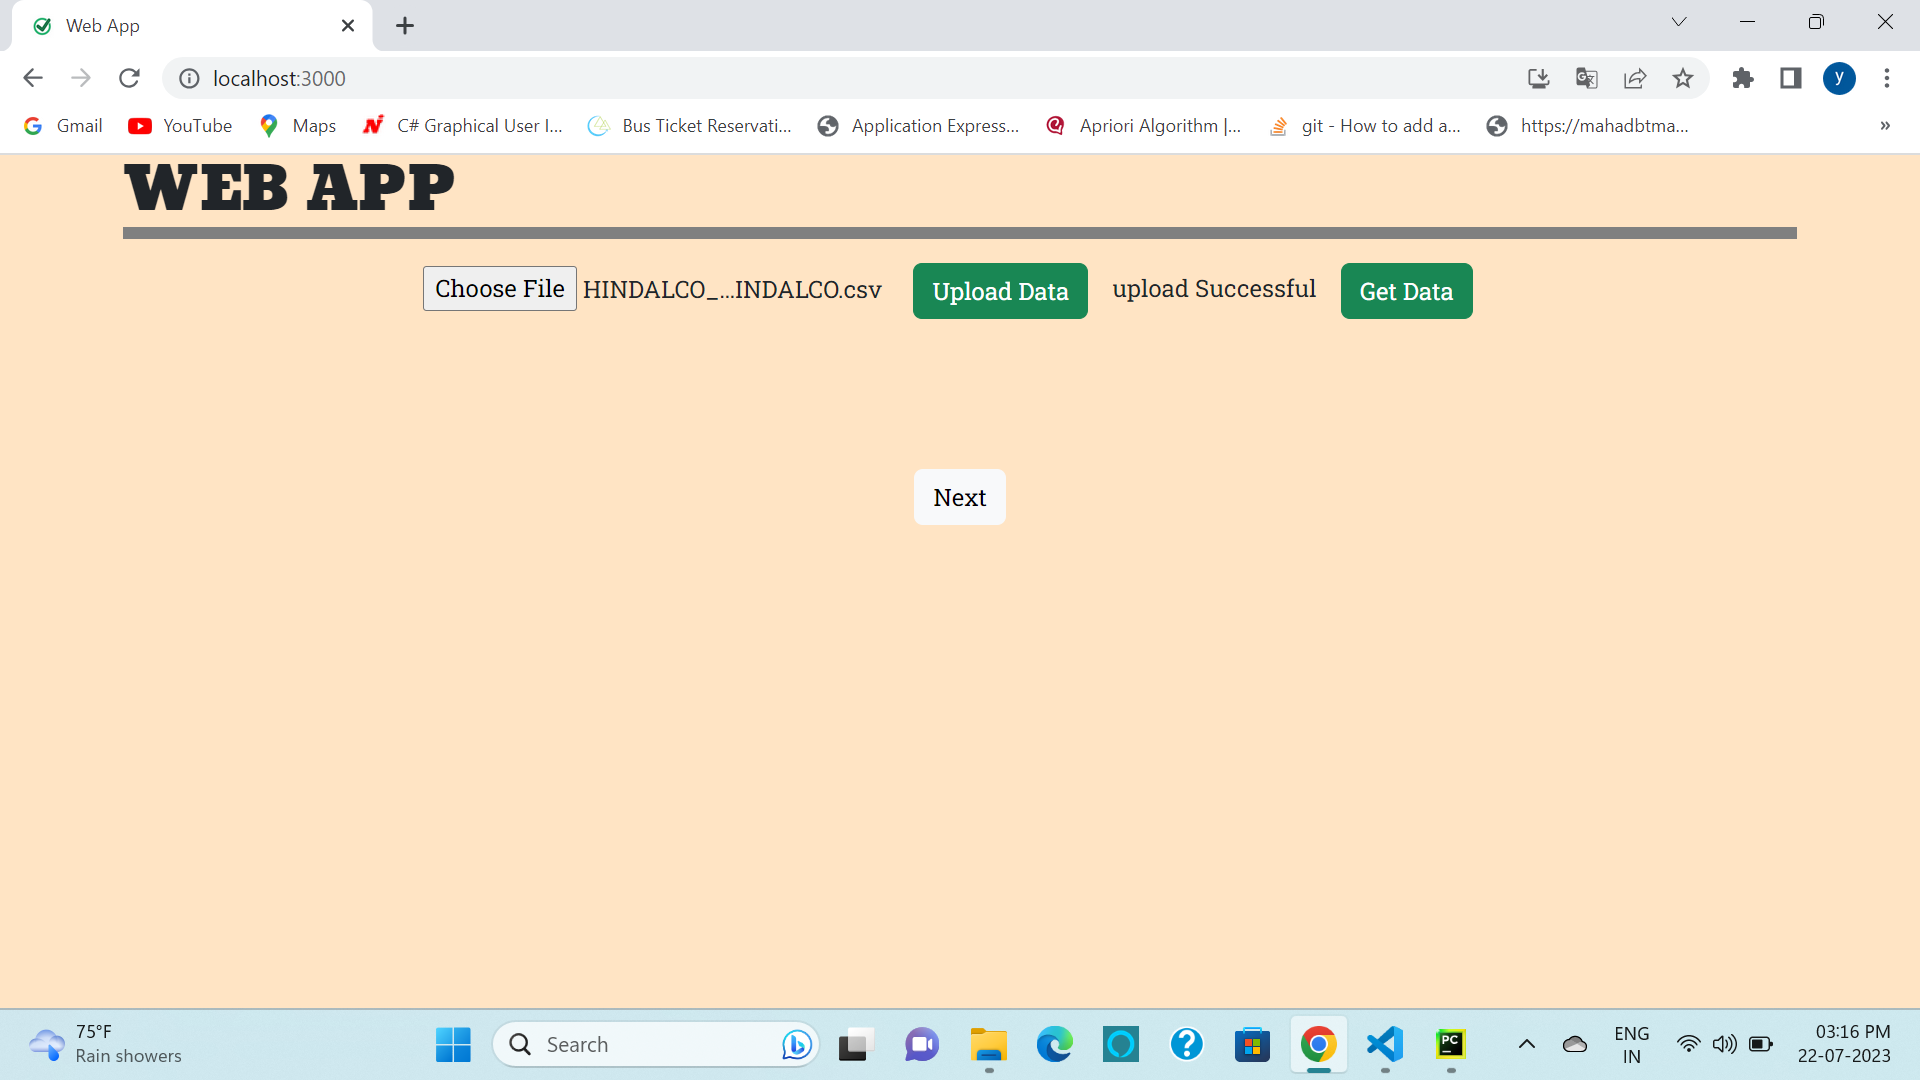 Web App
localhost:3000
y
Gmail
YouTube
Maps
C# Graphical User I...
Bus Ticket Reservati...
Application Express...
Apriori Algorithm |...
git - How to add a...
https://mahadbtma...
»
WEB APP
Choose File HINDALCO_...INDALCO.csv
Upload Data
upload Successful
Get Data
Next
75°F
Rain showers
Search
PC
ENG
IN
03:16 PM
22-07-2023